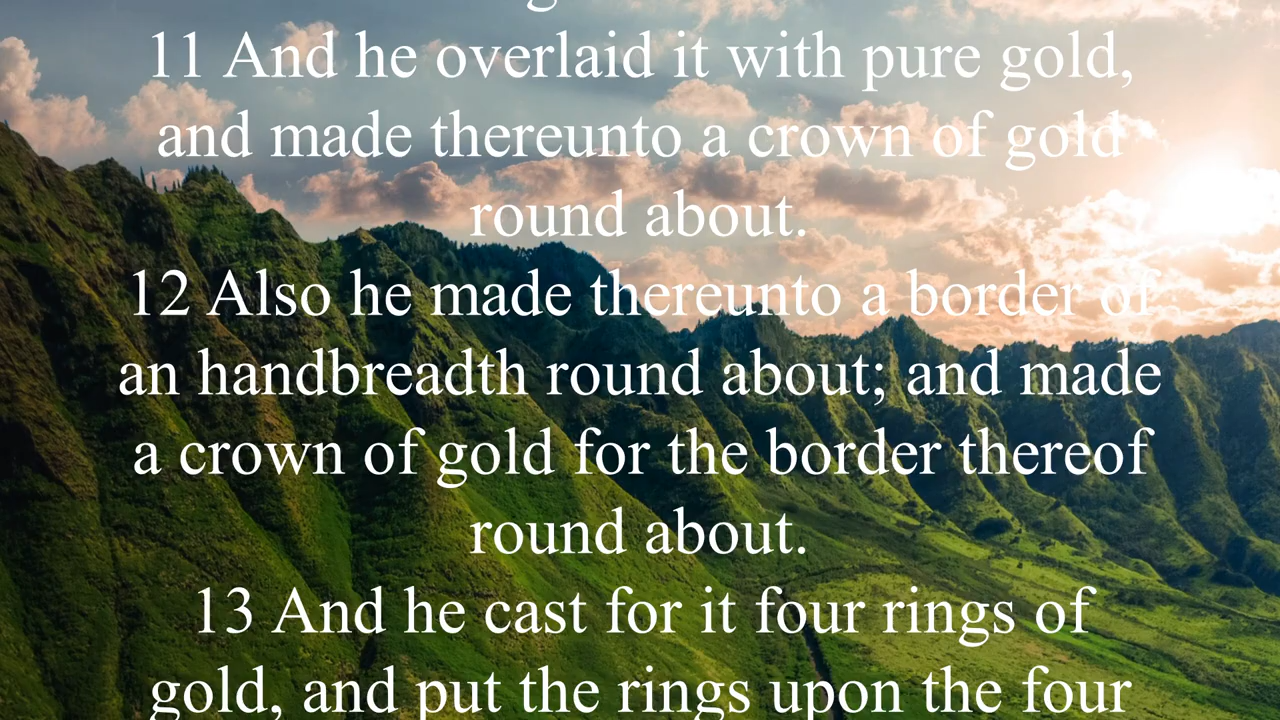 11 And he overlaid it with pure gold,
and made thereunto a crown of gold
round about.
12 Also he made thereunto a border of
an handbreadth round about; and made
a crown of gold for the border thereof
round about.
13 And he cast for it four rings of
gold, and put the rings upon the four